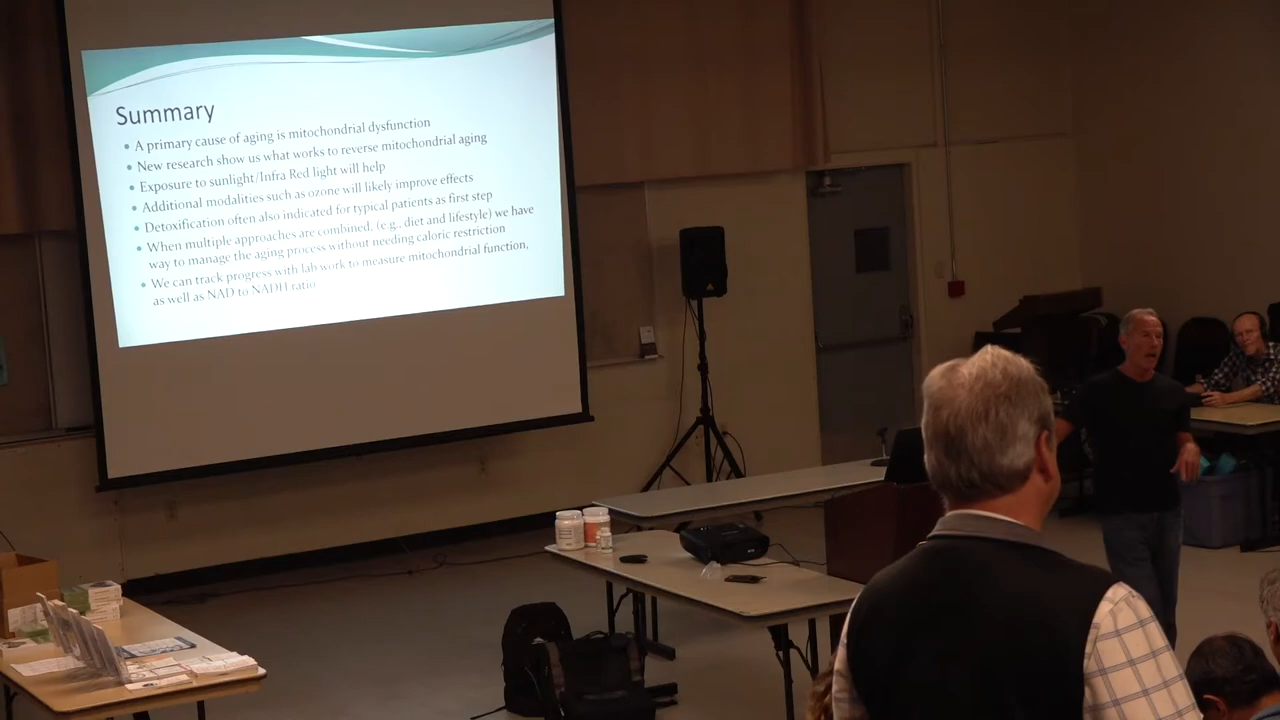 Summary
• A primary cause of aging is mitochondrial dysfunction
• New research show us what works to reverse mitochondrial aging
• Exposure to sunlight/Infra Red light will help
• Additional modalities such as ozone will likely improve effects
• Detoxification often also indicated for typical patients as first step
• When multiple approaches are combined, (e.g., diet and lifestyle) we have
way to manage the aging process without needing caloric restriction
• We can track progress with lab work to measure mitochondrial function,
as well as NAD to NADH ratio